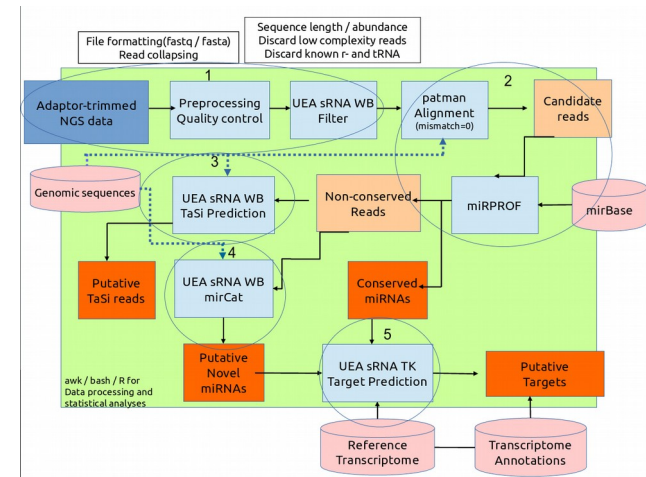 File formatting(fastq / fasta)
Read collapsing
Sequence length / abundance
Discard low complexity reads
Discard known r- and tRNA
1
2
Adaptor-trimmed
NGS data
Preprocessing
Quality control
UEA sRNA WB
Filter
patman
Alignment
(mismatch=0)
Candidate
reads
3
Genomic sequences
UEA sRNA WB
TaSi Prediction
Non-conserved
Reads
miRPROF
mirBase
4
Putative
TaSi reads
UEA sRNA WB
mirCat
Conserved
miRNAs
5
Putative
Novel
miRNAs
UEA sRNA TK
Target Prediction
Putative
Targets
awk / bash / R for
Data processing and
statistical analyses
Reference
Transcriptome
Transcriptome
Annotations